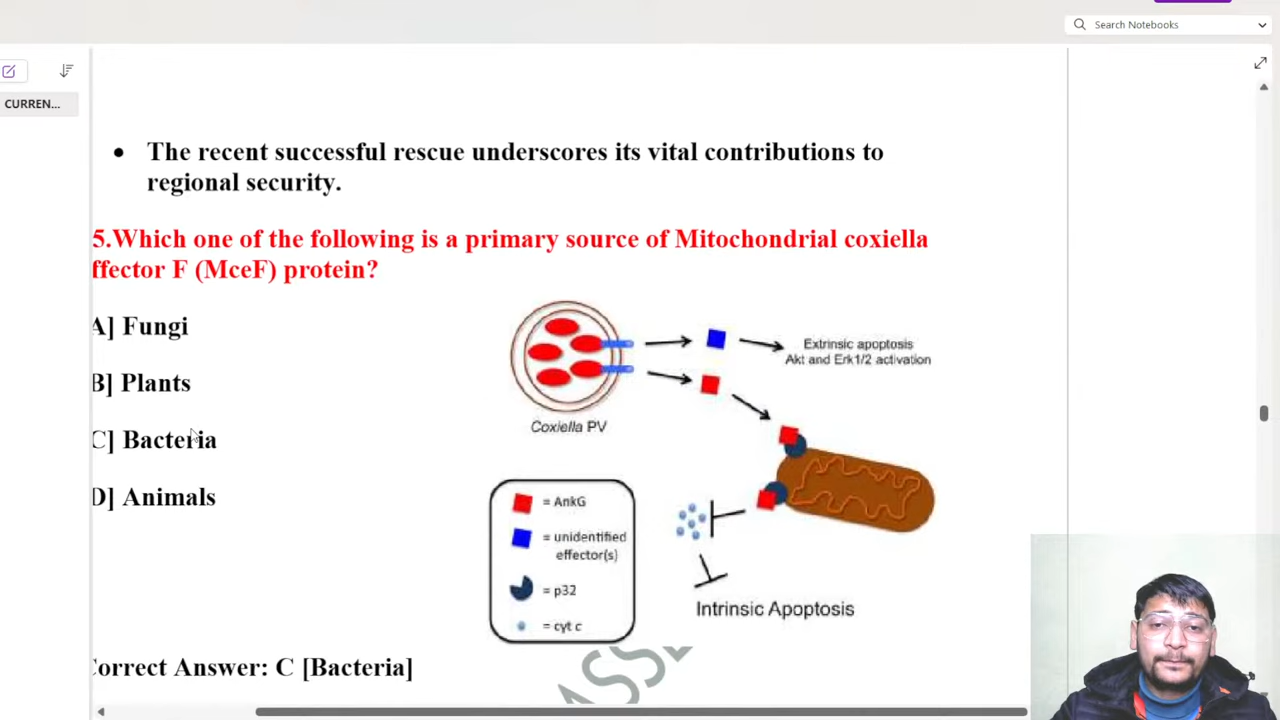 Search Notebooks
CURREN...
• The recent successful rescue underscores its vital contributions to
regional security.
5.Which one of the following is a primary source of Mitochondrial coxiella
ffector F (MceF) protein?
A] Fungi
B] Plants
C] Bacteria
D] Animals
Extrinsic apoptosis
Akt and Erk1/2 activation
Coxiella PV
= AnkG
= unidentified
effector(s)
= p32
= cyt c
Intrinsic Apoptosis
Correct Answer: C [Bacteria]
ASS